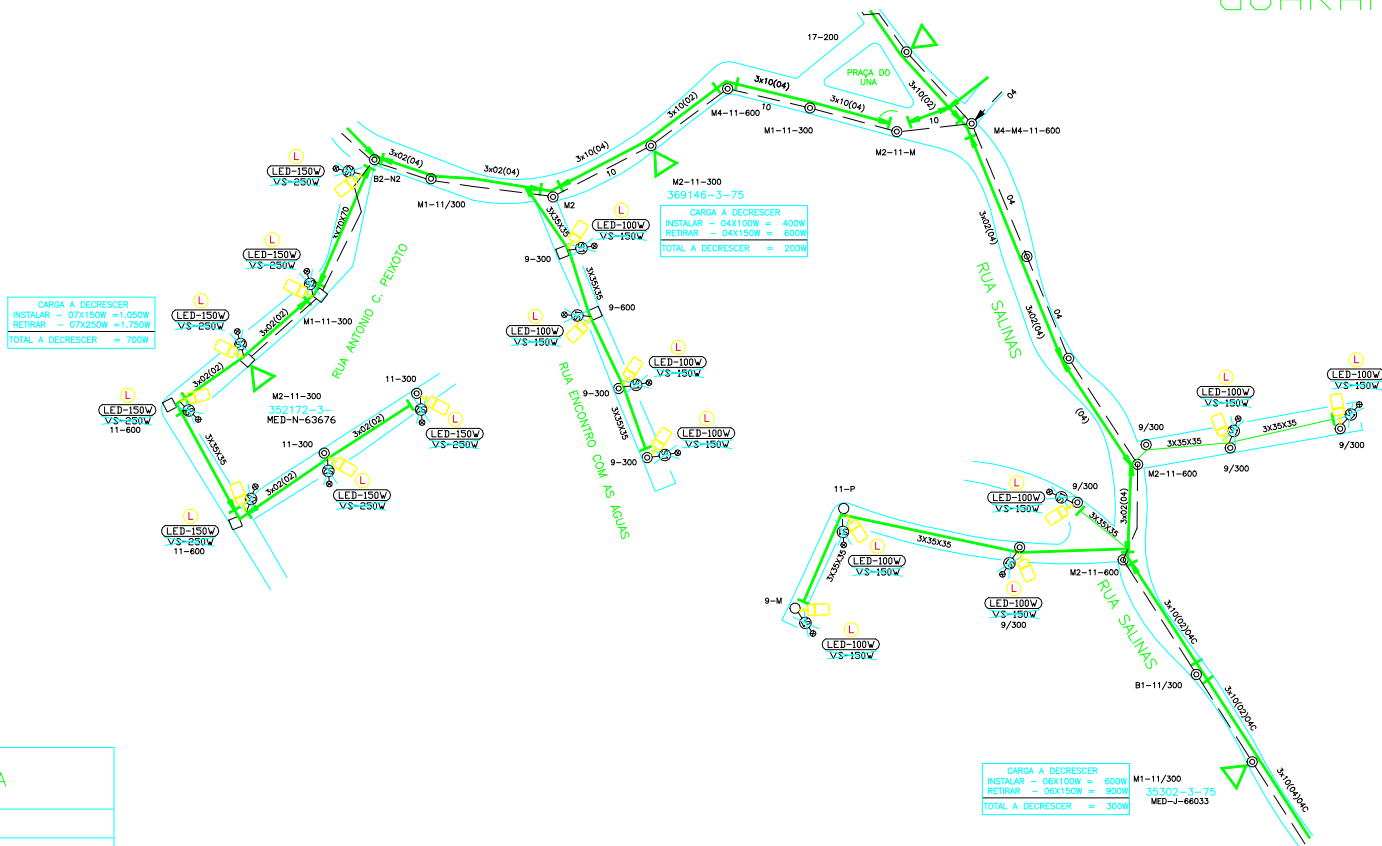 17-200
PRAÇA DO
UNA
3x10(02)
04
3x10(04)
3x10(04)
10
M4-11-600
10
M1-11-300
M4-M4-11-600
M2-11-M
3x10(02)
3x10(04)
10
L
LED-150W
VS-250W
3x02(04)
B2-N2
3x02(04)
M1-11/300
M2
M2-11-300
369146-3-75
CARGA A DECRESCER
INSTALAR - 04X100W = 400W
RETIRAR - 04X150W = 600W
TOTAL A DECRESCER = 200W
04
3x02(04)
RUA SALINAS
04
3x02(04)
(04)
1X70X70
L
LED-150W
VS-250W
RUA ANTONIO C. PEIXOTO
3X35X35
L
LED-100W
VS-150W
9-300
3X35X35
9-600
L
LED-100W
VS-150W
CARGA A DECRESCER
INSTALAR - 07X150W =1.050W
RETIRAR - 07X250W =1.750W
TOTAL A DECRESCER = 700W
L
LED-150W
VS-250W
M1-11-300
3x02(02)
3x02(02)
M2-11-300
352172-3-
MED-N-63676
L
LED-150W
VS-250W
11-600
11-300
L
LED-150W
VS-250W
3x02(02)
11-300
L
LED-150W
VS-250W
3x02(02)
3X35X35
L
LED-150W
VS-250W
11-600
RUA ENCONTRO COM AS ÁGUAS
L
LED-100W
VS-150W
9-300
3X35X35
L
LED-100W
VS-150W
9-300
L
LED-100W
VS-150W
9/300
3X35X35
L
LED-100W
VS-150W
9/300
3X35X35
9/300
M2-11-600
3x02(04)
L
LED-100W
VS-150W
9/300
3X35X35
11-P
L
LED-100W
VS-150W
3X35X35
3X35X35
9-M
L
LED-100W
VS-150W
L
LED-100W
VS-150W
9/300
M2-11-600
RUA SALINAS
3x10(02)04C
B1-11/300
3x10(02)04C
3x10(04)04C
CARGA A DECRESCER
INSTALAR - 06X100W = 600W
RETIRAR - 06X150W = 900W
TOTAL A DECRESCER = 300W
M1-11/300
35302-3-75
MED-J-66033
A